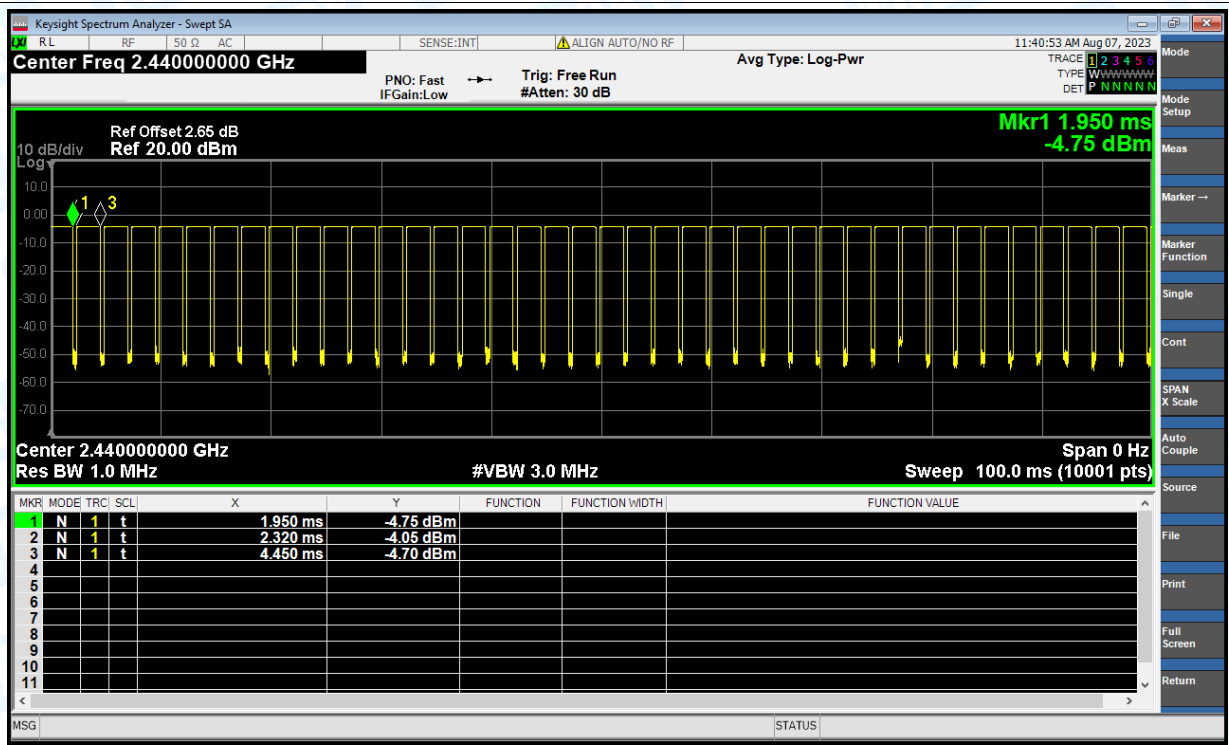 Keysight Spectrum Analyzer - Swept SA
LXI RL RF 50 Ω AC SENSE:INT ALIGN AUTO/NO RF 11:40:53 AM Aug 07, 2023
Center Freq 2.440000000 GHz
PNO: Fast
IFGain:Low
Trig: Free Run
#Atten: 30 dB
Avg Type: Log-Pwr
TRACE 1 2 3 4 5 6
TYPE WWWWWWW
DET P N N N N N
Ref Offset 2.65 dB
Ref 20.00 dBm
10 dB/div
Log
Mkr1 1.950 ms
-4.75 dBm
10.0
0.00
-10.0
-20.0
-30.0
-40.0
-50.0
-60.0
-70.0
1 3
Center 2.440000000 GHz Span 0 Hz
Res BW 1.0 MHz #VBW 3.0 MHz Sweep 100.0 ms (10001 pts)
MKR MODE TRC SCL X Y FUNCTION FUNCTION WIDTH FUNCTION VALUE
1 N 1 t 1.950 ms -4.75 dBm
2 N 1 t 2.320 ms -4.05 dBm
3 N 1 t 4.450 ms -4.70 dBm
4
5
6
7
8
9
10
11
MSG STATUS
Mode
Mode
Setup
Meas
Marker →
Marker
Function
Single
Cont
SPAN
X Scale
Auto
Couple
Source
File
Print
Full
Screen
Return